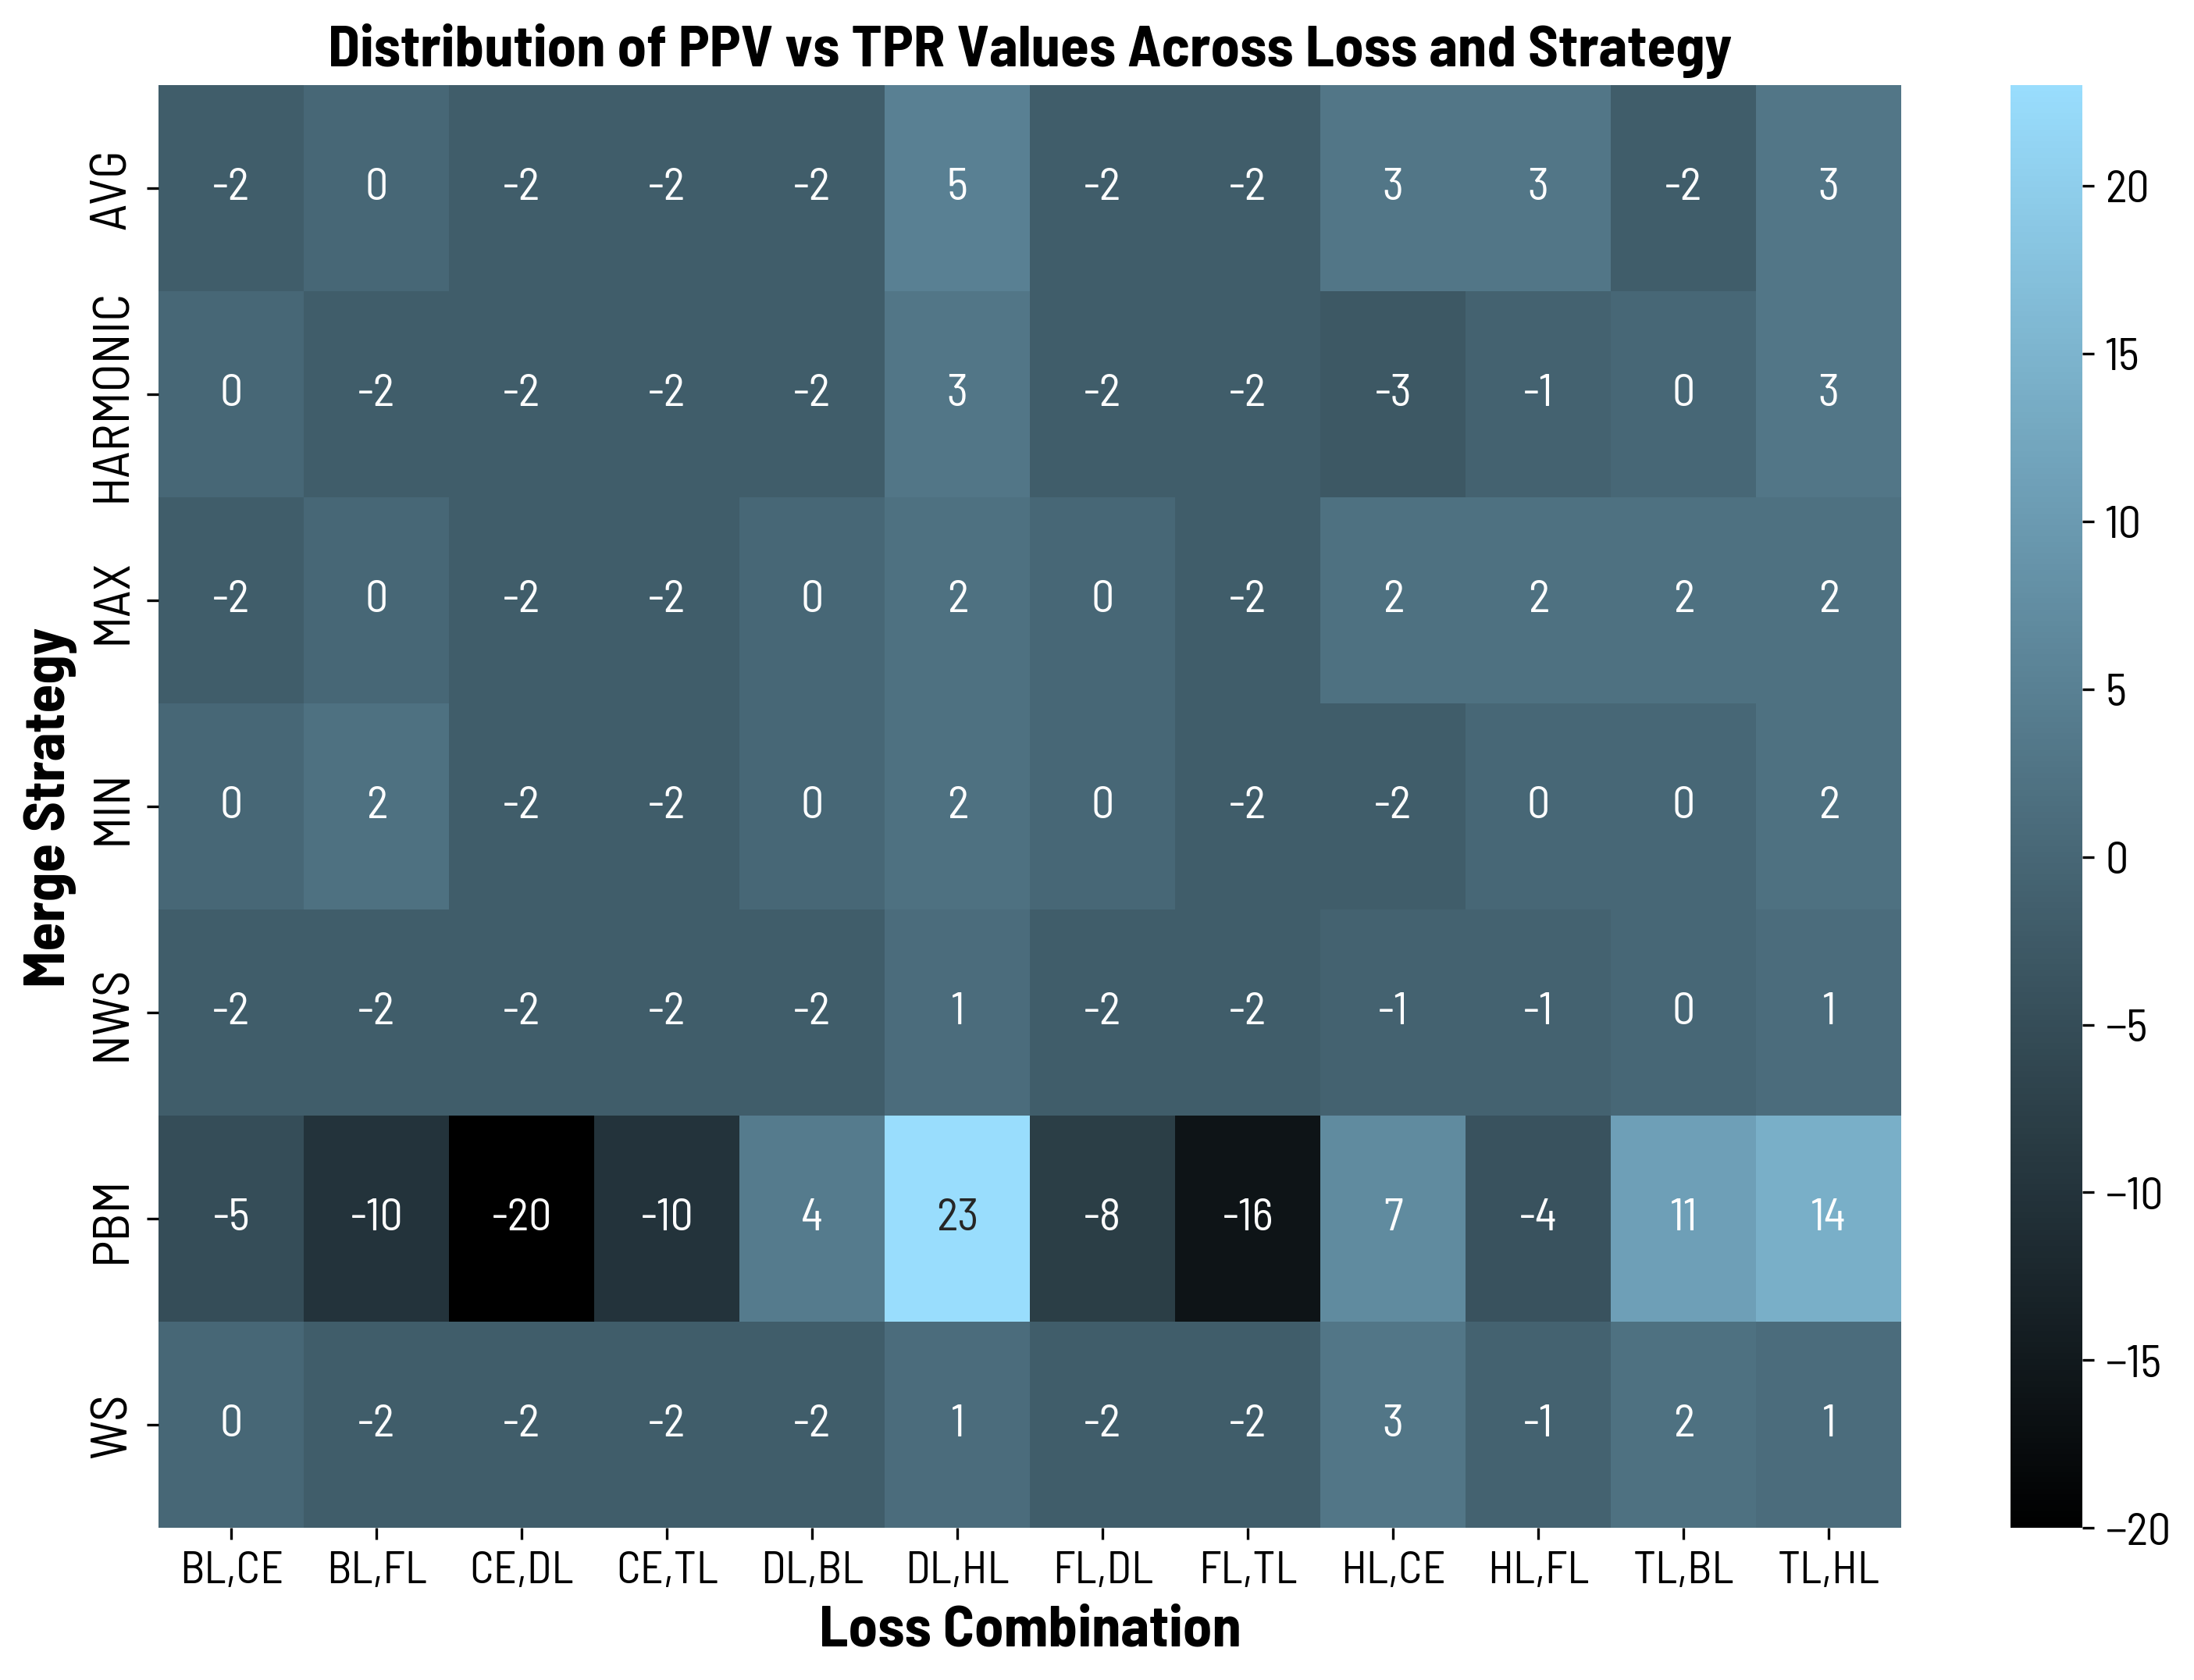 Distribution of PPV vs TPR Values Across Loss and Strategy
Merge Strategy
AVG -2 0 -2 -2 -2 5 -2 -2 3 3 -2 3
HARMONIC 0 -2 -2 -2 -2 3 -2 -2 -3 -1 0 3
MAX -2 0 -2 -2 0 2 0 -2 2 2 2 2
MIN 0 2 -2 -2 0 2 0 -2 -2 0 0 2
NWS -2 -2 -2 -2 -2 1 -2 -2 -1 -1 0 1
PBM -5 -10 -20 -10 4 23 -8 -16 7 -4 11 14
WS 0 -2 -2 -2 -2 1 -2 -2 3 -1 2 1
BL,CE BL,FL CE,DL CE,TL DL,BL DL,HL FL,DL FL,TL HL,CE HL,FL TL,BL TL,HL
Loss Combination
20
15
10
5
0
−5
−10
−15
−20